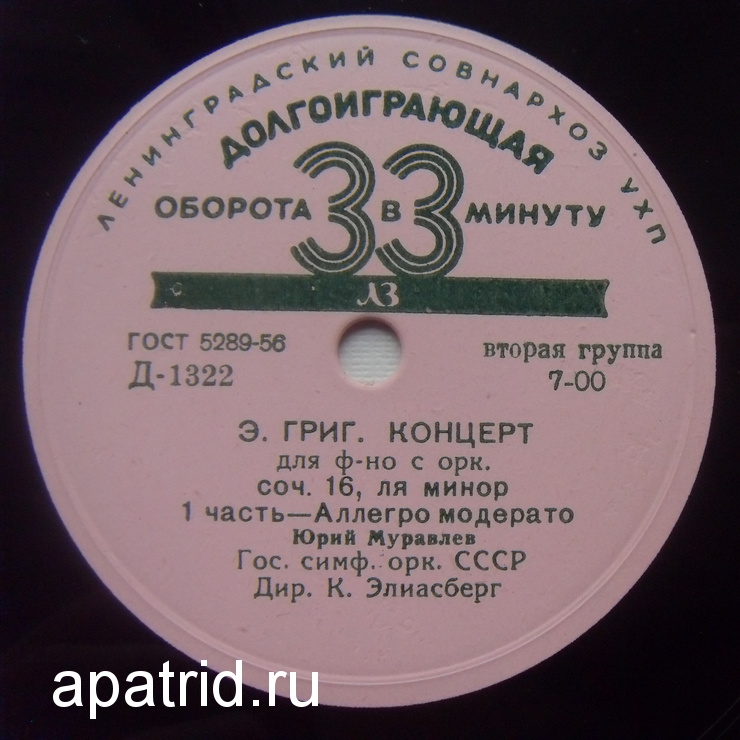 ЛЕНИНГРАДСКИЙ СОВНАРХОЗ УХП
ДОЛГОИГРАЮЩАЯ
ОБОРОТА 33 В МИНУТУ
ЛЗ
ГОСТ 5289-56
Д-1322
вторая группа
7-00
Э. ГРИГ. КОНЦЕРТ
для ф-но с орк.
соч. 16, ля минор
1 часть—Аллегро модерато
Юрий Муравлев
Гос. симф. орк. СССР
Дир. К. Элиасберг
apatrid.ru